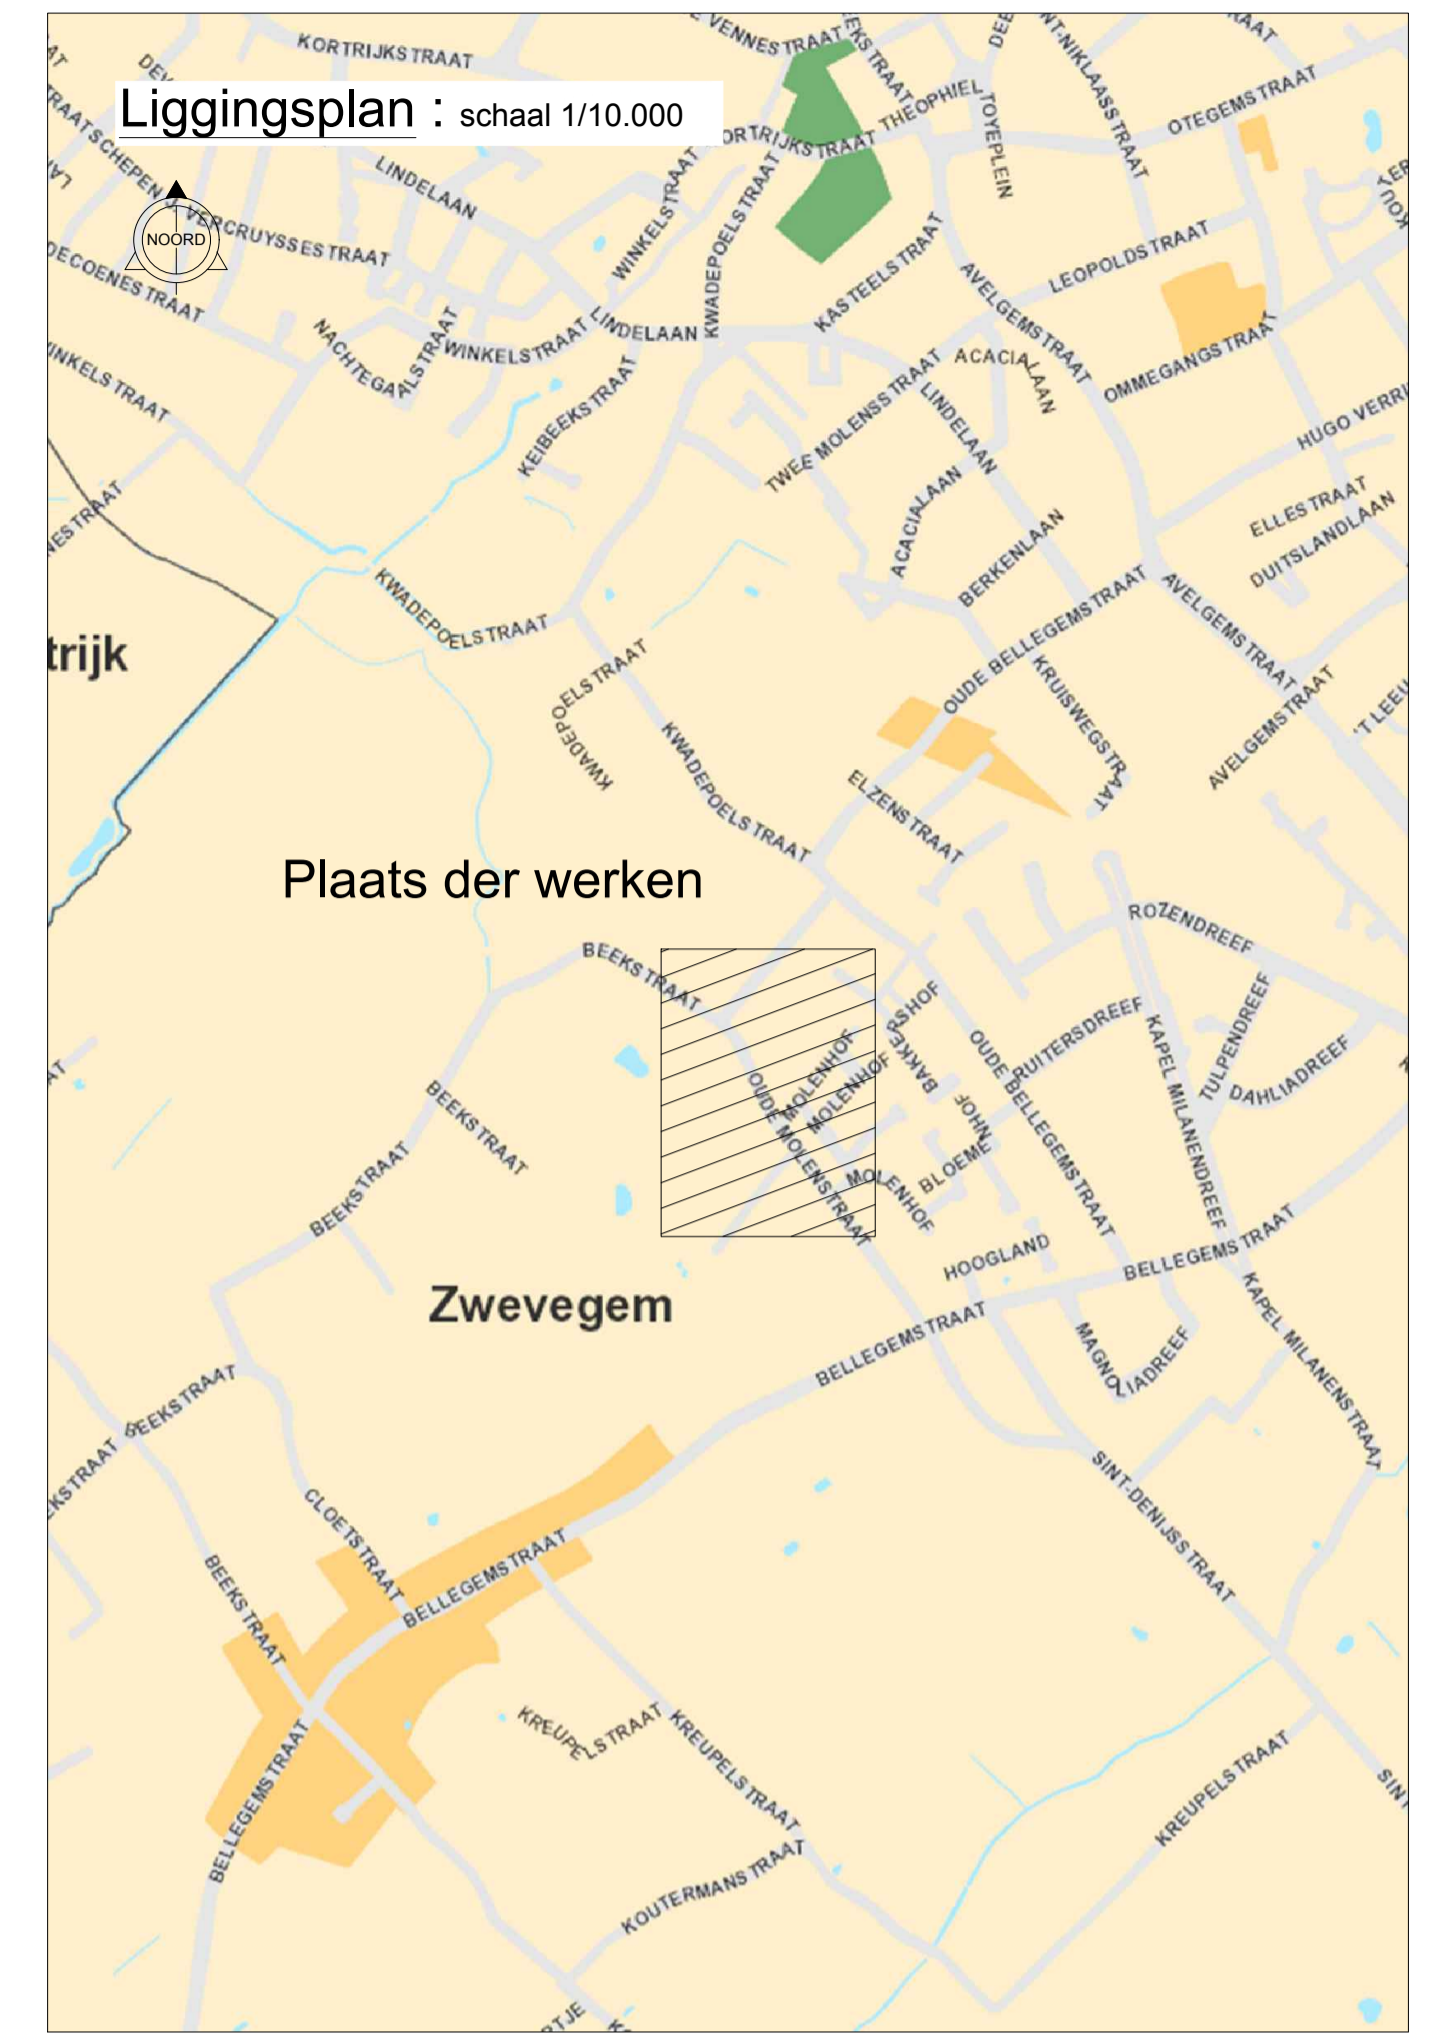 KORTRIJKSTRAAT
Liggingsplan : schaal 1/10.000
NOORD
LINDELAAN
VERCRUYSSESTRAAT
DECOENESTRAAT
NACHTEGAALSTRAAT
WINKELSTRAAT
WINKELSTRAAT
LINDELAAN
KWADEPOELSTRAAT
KEIBEEKSTRAAT
THEOPHIEL
TOYEPLEIN
OTEGEMSTRAAT
LEOPOLDSTRAAT
KASTEELSTRAAT
AVELGEMSTRAAT
OMMEGANGSTRAAT
ACACIALAAN
TWEE MOLENSSTRAAT
LINDELAAN
ACACIALAAN
BERKENLAAN
ELLESTRAAT
DUITSLANDLAAN
KWADEPOELSTRAAT
OUDE BELLEGEMSTRAAT
AVELGEMSTRAAT
AVELGEMSTRAAT
trijk
KWADEPOELSTRAAT
KRUISWEGSTRAAT
KWADEPOELSTRAAT
ELZENSTRAAT
Plaats der werken
BEEKSTRAAT
ROZENDREEF
BAKKERSHOF
OUDE BELLEGEMSTRAAT
RUITERSDREEF
KAPEL MILANENDREEF
TULPENDREEF
DAHLIADREEF
MOLENHOF
MOLENHOF
OUDE MOLENSTRAAT
BLOEMENHOF
MOLENHOF
BEEKSTRAAT
BEEKSTRAAT
HOOGLAND
BELLEGEMSTRAAT
Zwevegem
KAPEL MILANENSTRAAT
BELLEGEMSTRAAT
MAGNOLIADREEF
BEEKSTRAAT
SINT-DENIJSSTRAAT
CLOETSTRAAT
BELLEGEMSTRAAT
BEEKSTRAAT
KREUPELSTRAAT
KREUPELSTRAAT
BELLEGEMSTRAAT
KREUPELSTRAAT
KOUTERMANSTRAAT